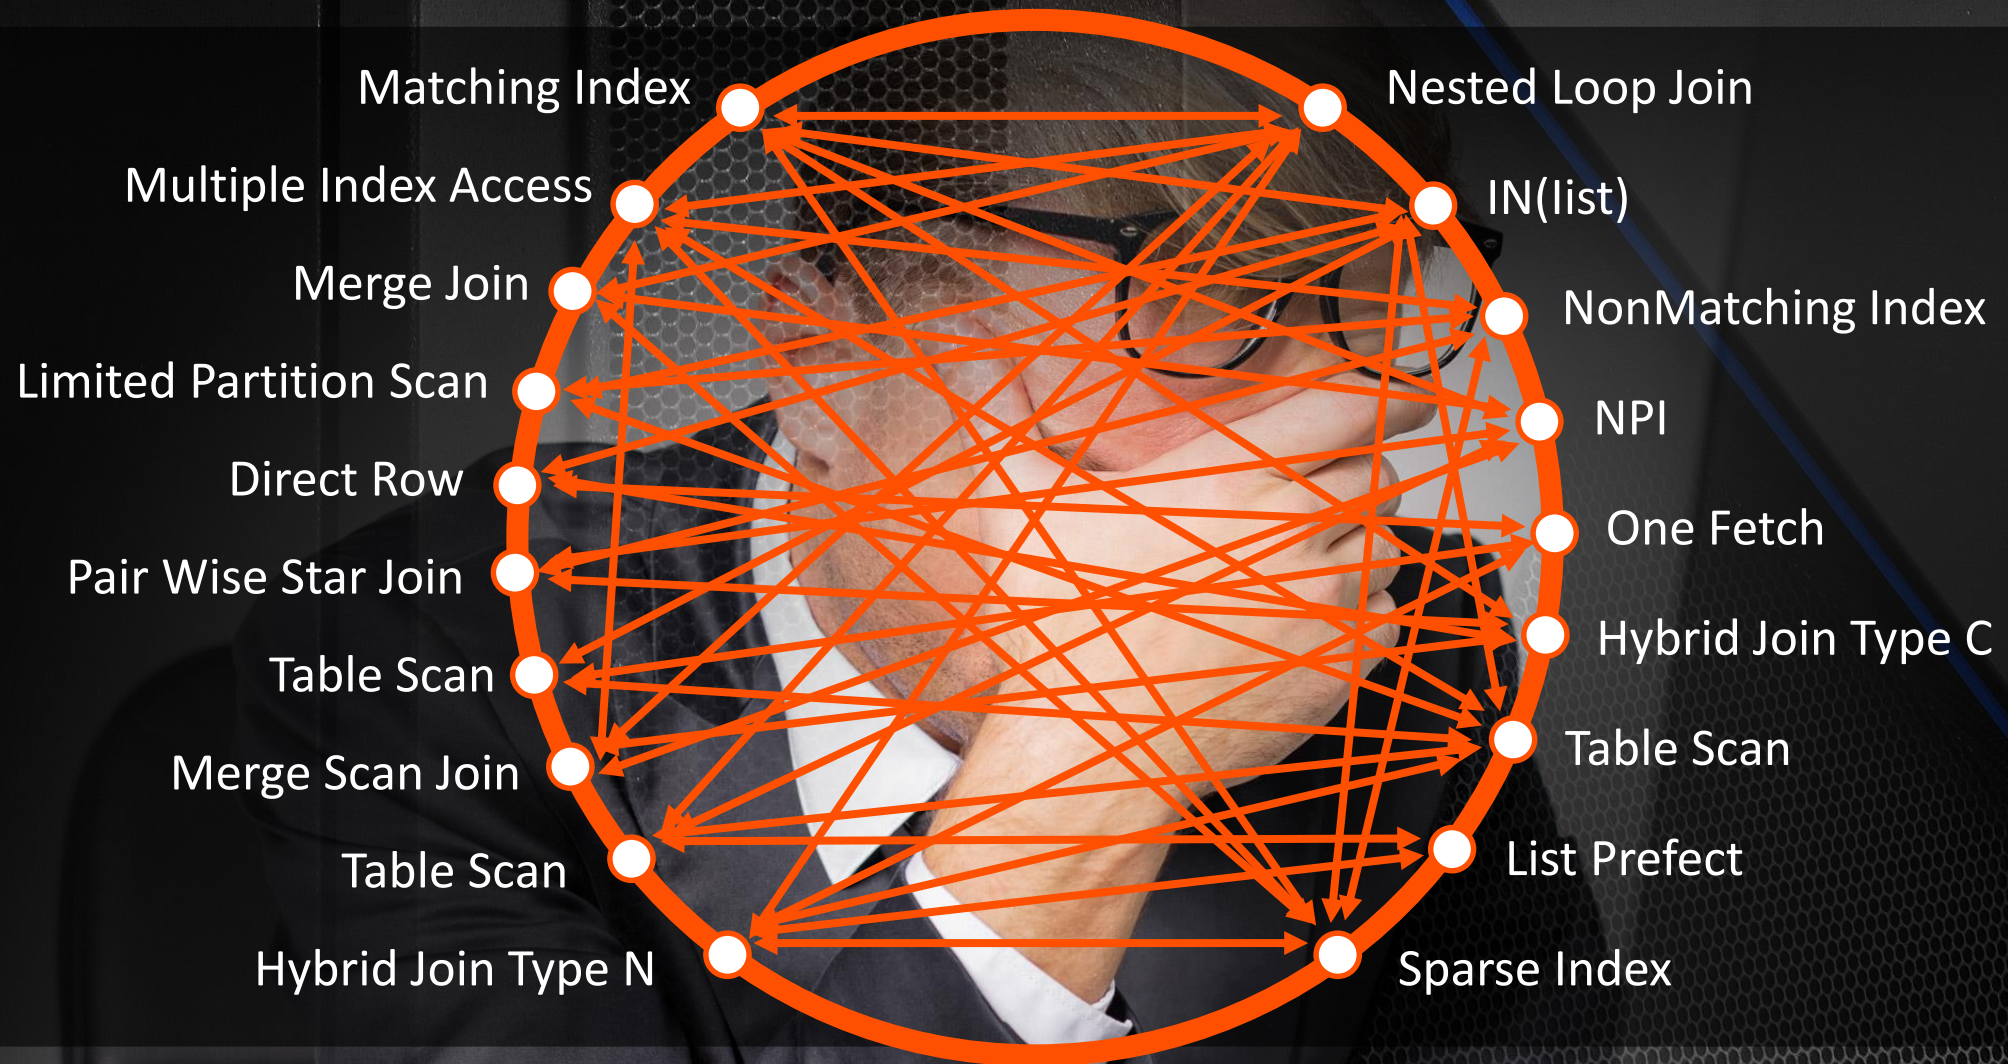 Matching Index
Multiple Index Access
Merge Join
Limited Partition Scan
Direct Row
Pair Wise Star Join
Table Scan
Merge Scan Join
Table Scan
Hybrid Join Type N
Nested Loop Join
IN(list)
NonMatching Index
NPI
One Fetch
Hybrid Join Type C
Table Scan
List Prefect
Sparse Index